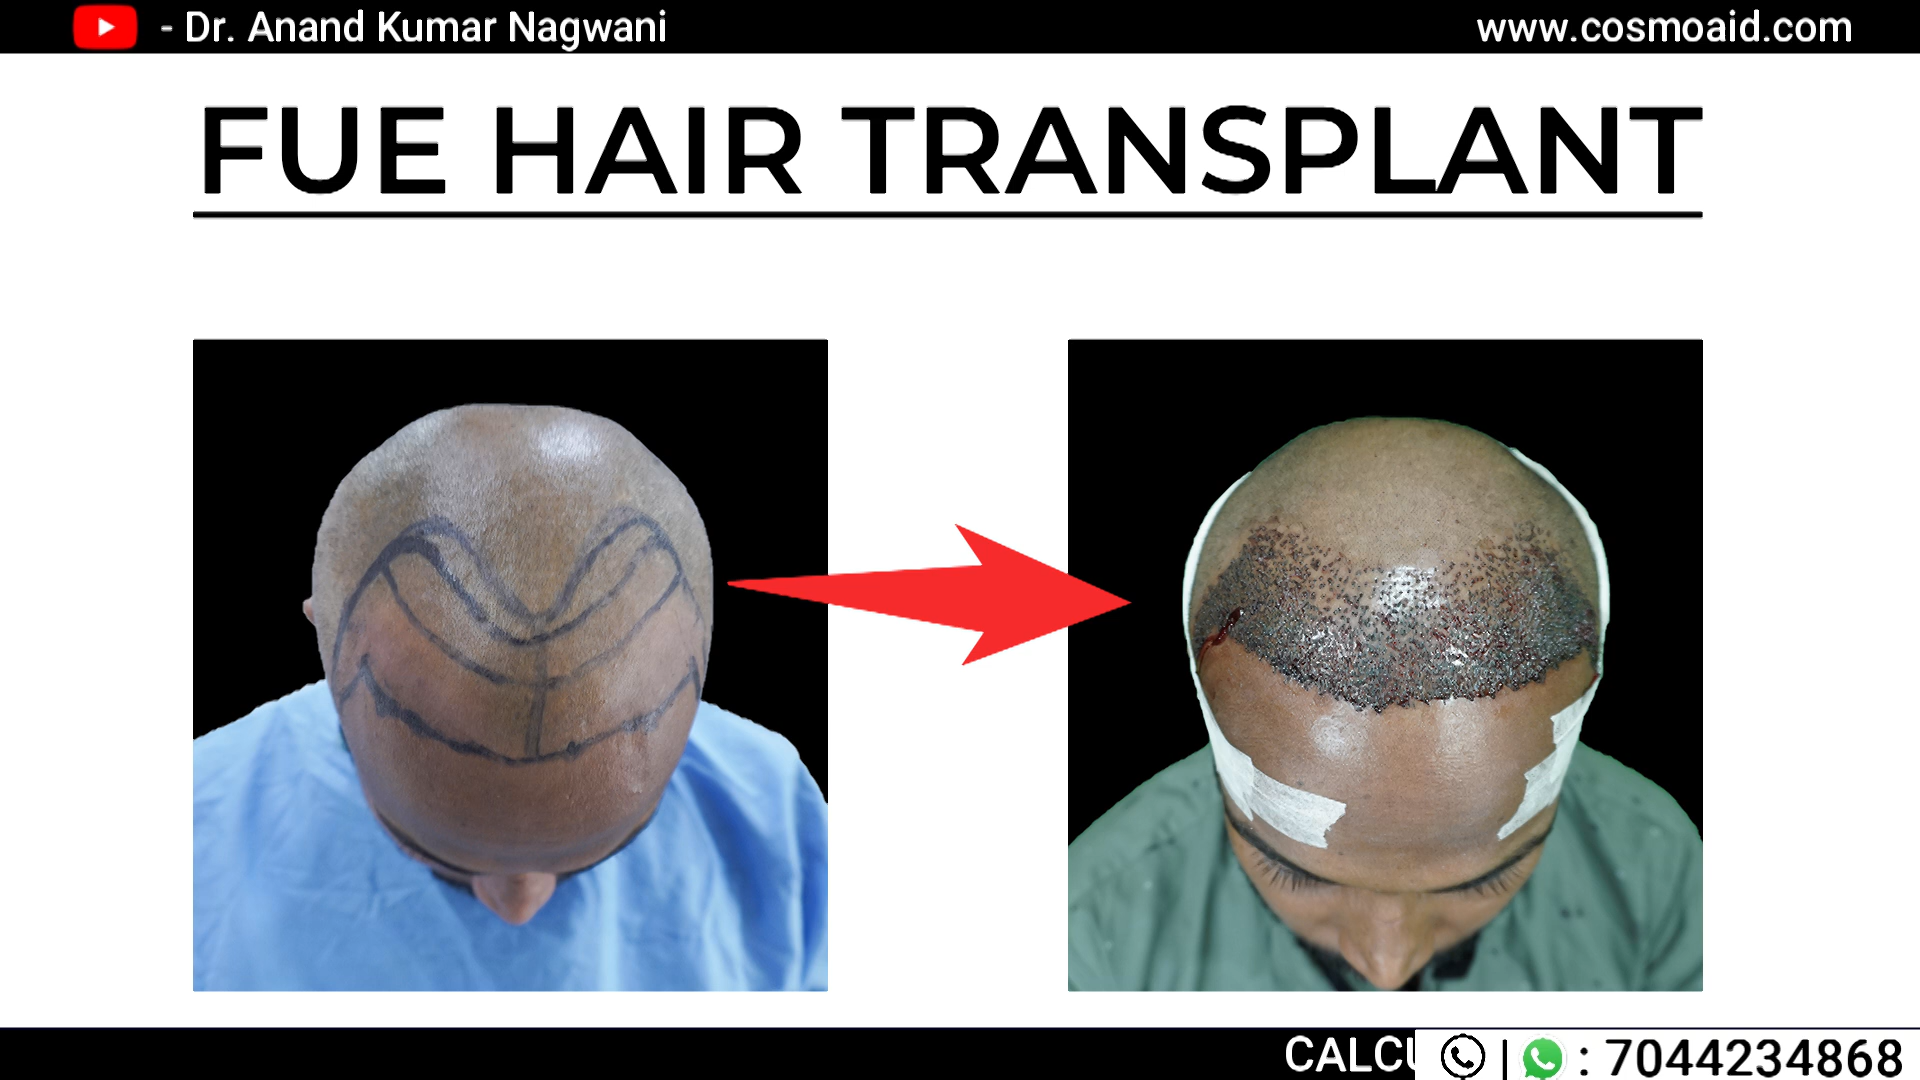 - Dr. Anand Kumar Nagwani
www.cosmoaid.com
FUE HAIR TRANSPLANT
: 7044234868